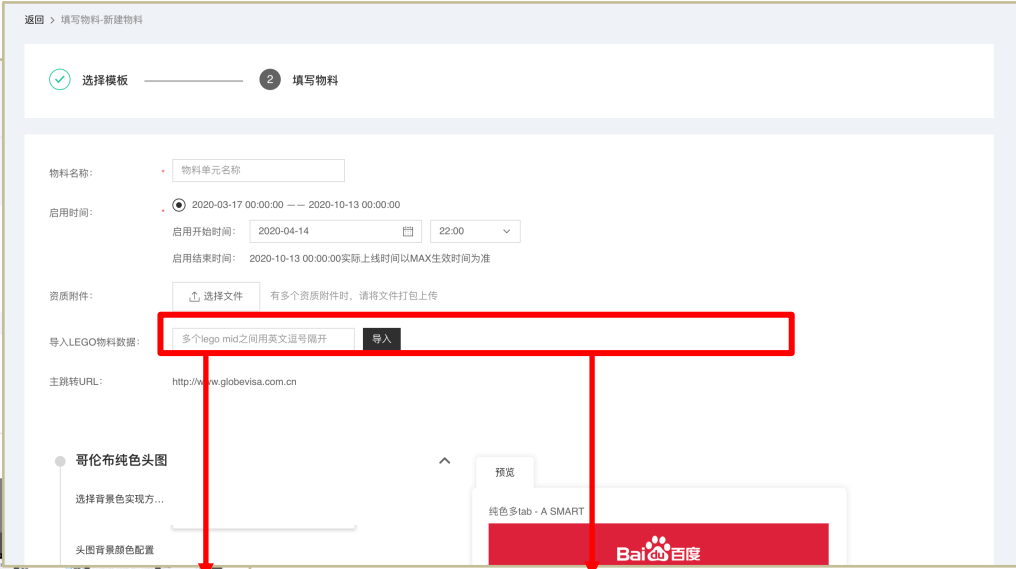 返回 > 填写物料-新建物料
选择模板 2 填写物料
物料名称: * 物料单元名称
启用时间: * 2020-03-17 00:00:00 —— 2020-10-13 00:00:00
启用开始时间: 2020-04-14 22:00
启用结束时间: 2020-10-13 00:00:00实际上线时间以MAX生效时间为准
资质附件: 选择文件 有多个资质附件时，请将文件打包上传
导入LEGO物料数据: 多个lego mid之间用英文逗号隔开 导入
主跳转URL: http://www.globevisa.com.cn
哥伦布纯色头图
预览
选择背景色实现方...
纯色多tab - A SMART
头图背景颜色配置
Bai du 百度